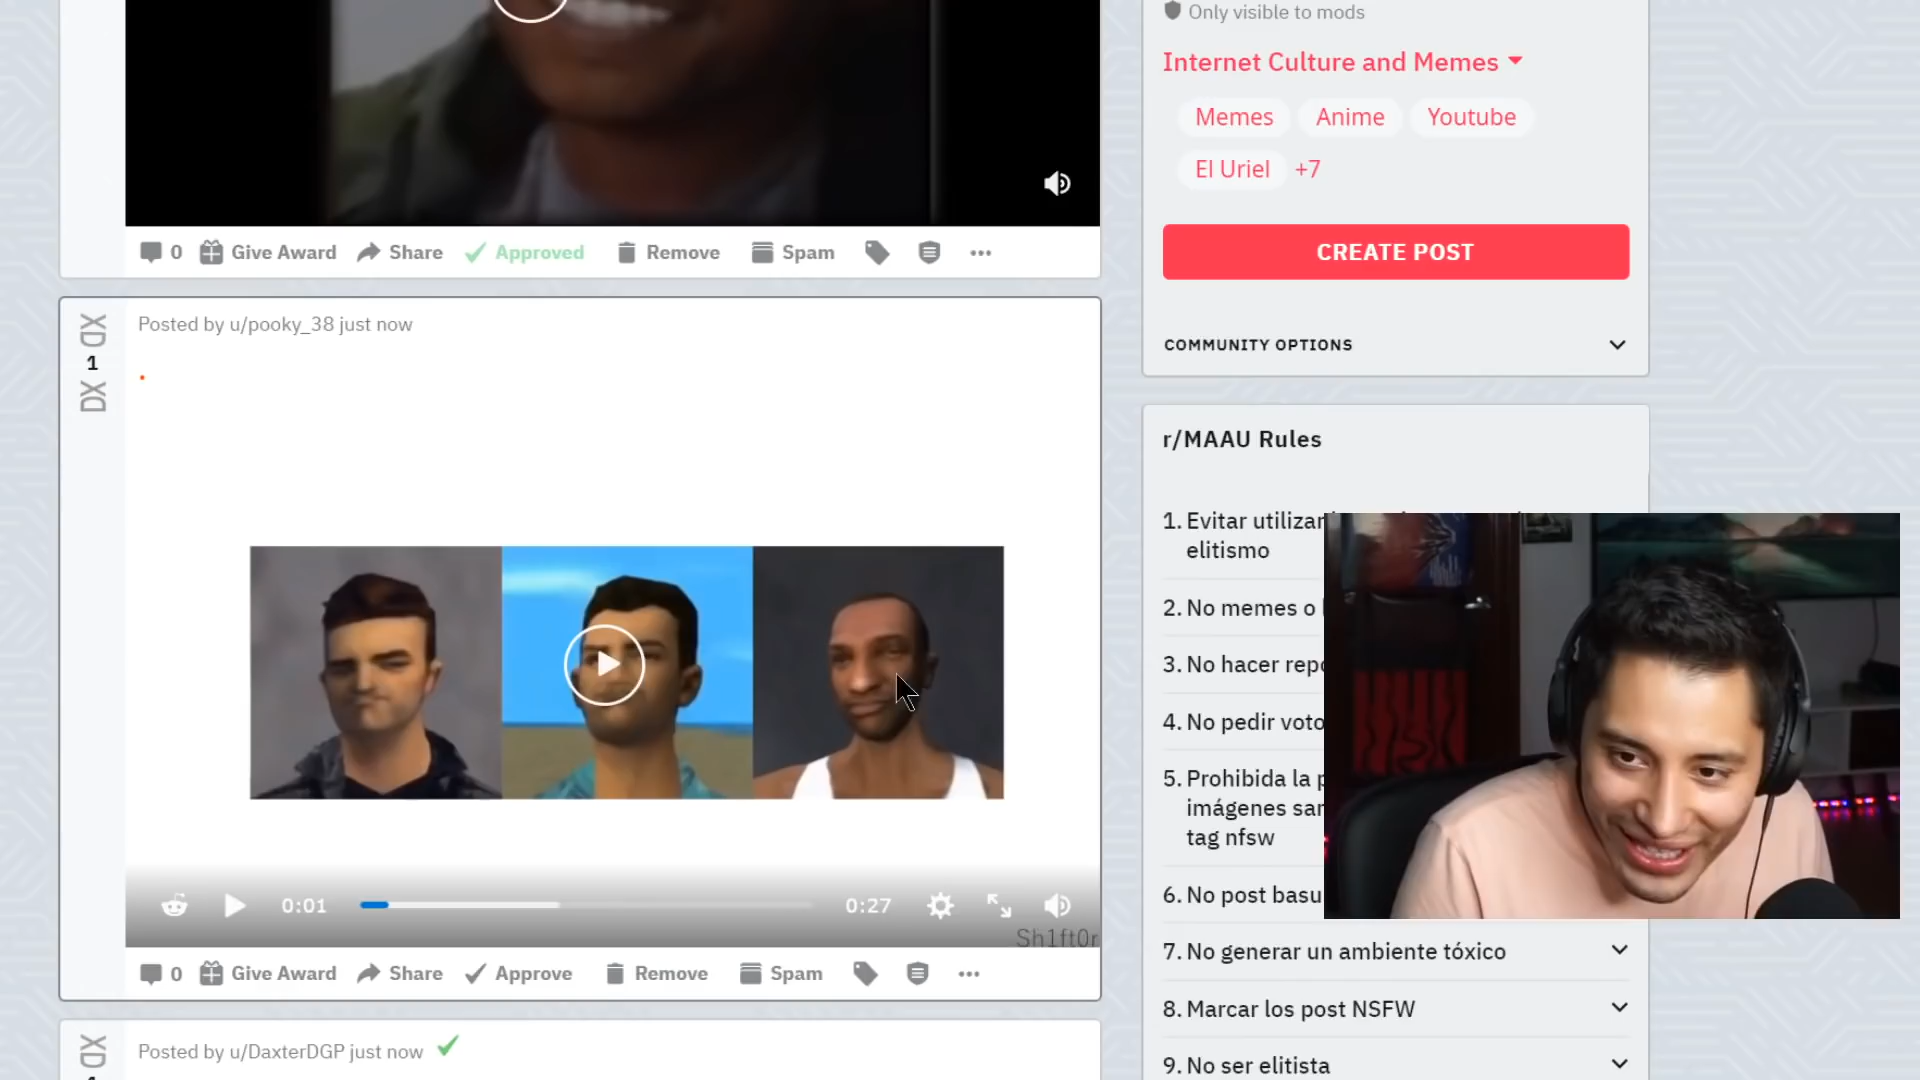 Only visible to mods
Internet Culture and Memes
Memes
Anime
Youtube
El Uriel
+7
CREATE POST
COMMUNITY OPTIONS
0
Give Award
Share
Approved
Remove
Spam
XD
1
XD
Posted by u/pooky_38 just now
.
0:01
0:27
Sh1ft0r
0
Give Award
Share
Approve
Remove
Spam
XD
Posted by u/DaxterDGP just now
r/MAAU Rules
1. Evitar utilizar
elitismo
2. No memes o
3. No hacer
4. No pedir
5. Prohibida la
imágenes
tag nfsw
6. No post
7. No generar un ambiente tóxico
8. Marcar los post NSFW
9. No ser elitista